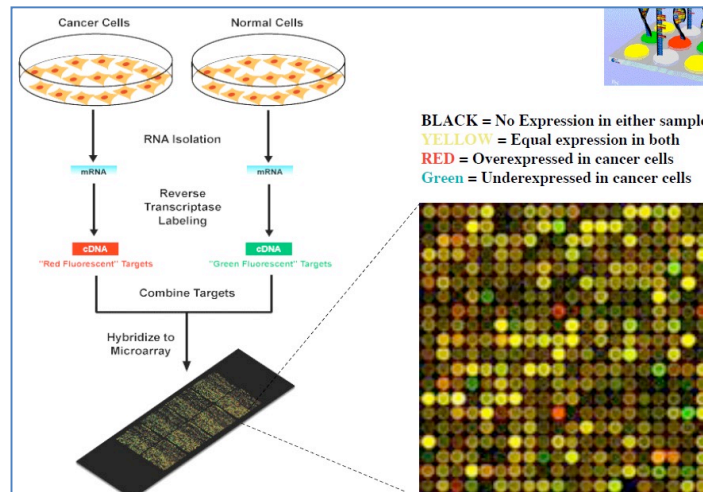 Cancer Cells
Normal Cells
RNA Isolation
mRNA
mRNA
Reverse
Transcriptase
Labeling
cDNA
cDNA
"Red Fluorescent" Targets
"Green Fluorescent" Targets
Combine Targets
Hybridize to
Microarray
BLACK = No Expression in either sample
YELLOW = Equal expression in both
RED = Overexpressed in cancer cells
Green = Underexpressed in cancer cells